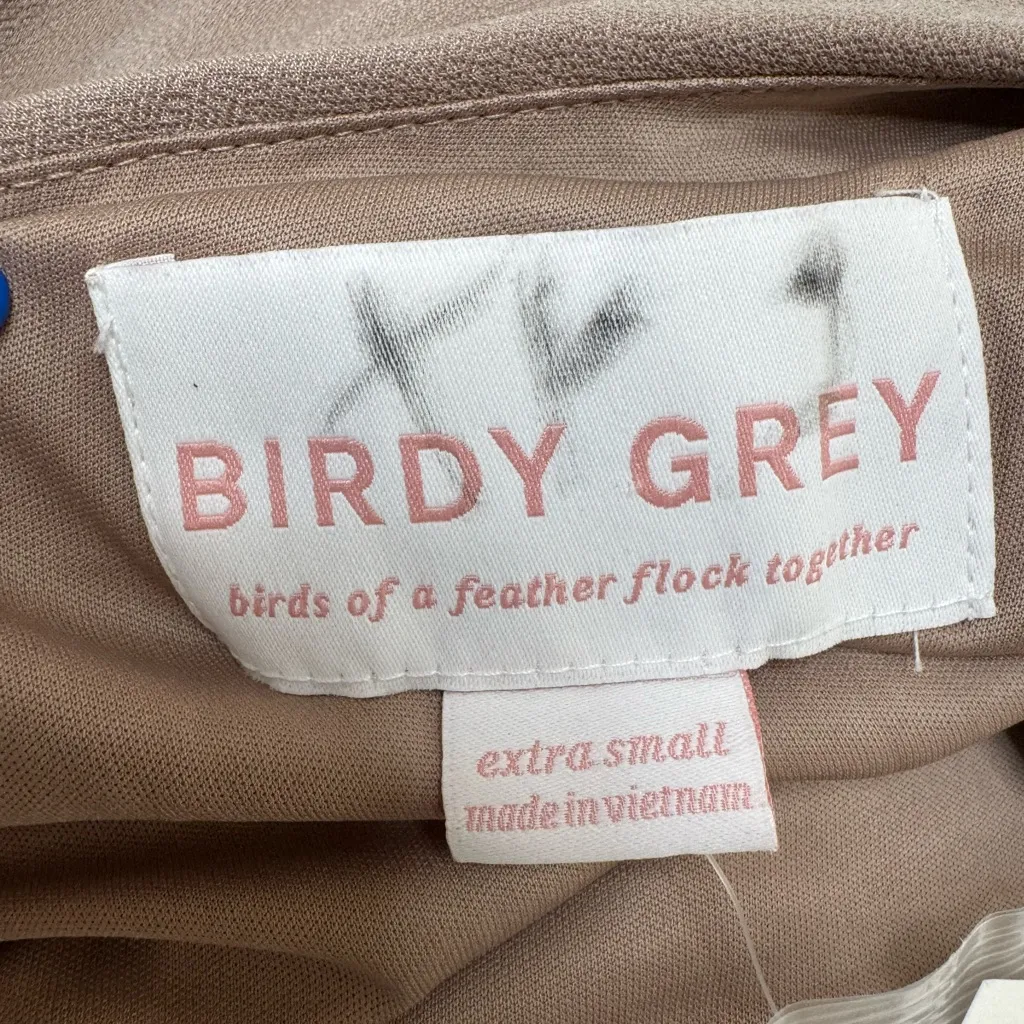 BIRDY GREY
birds of a feather flock together
extra small
made in vietnam